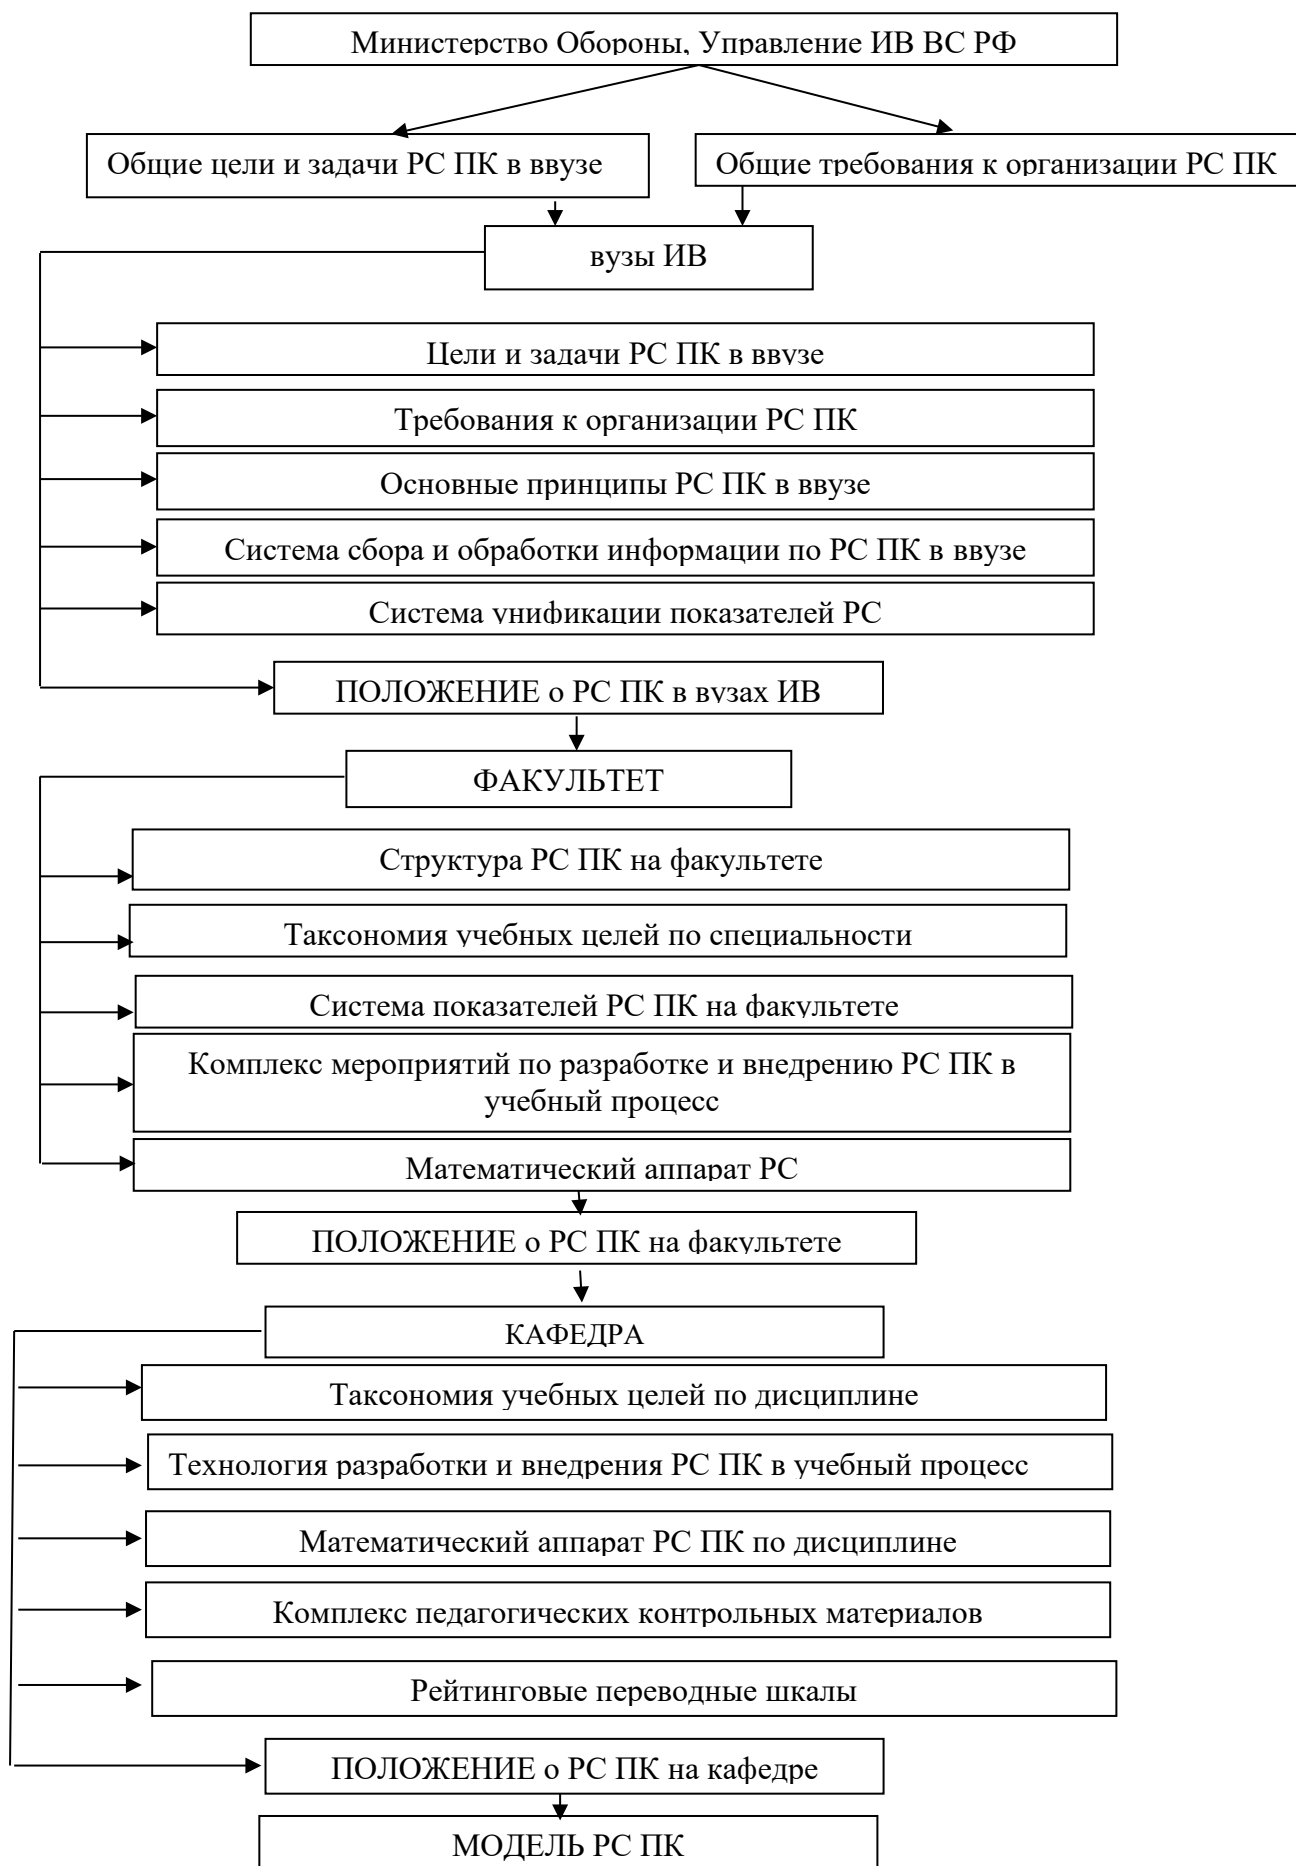 Министерство Обороны, Управление ИВ ВС РФ
Общие цели и задачи РС ПК в ввузе
Общие требования к организации РС ПК
вузы ИВ
Цели и задачи РС ПК в ввузе
Требования к организации РС ПК
Основные принципы РС ПК в ввузе
Система сбора и обработки информации по РС ПК в ввузе
Система унификации показателей РС
ПОЛОЖЕНИЕ о РС ПК в вузах ИВ
ФАКУЛЬТЕТ
Структура РС ПК на факультете
Таксономия учебных целей по специальности
Система показателей РС ПК на факультете
Комплекс мероприятий по разработке и внедрению РС ПК в
учебный процесс
Математический аппарат РС
ПОЛОЖЕНИЕ о РС ПК на факультете
КАФЕДРА
Таксономия учебных целей по дисциплине
Технология разработки и внедрения РС ПК в учебный процесс
Математический аппарат РС ПК по дисциплине
Комплекс педагогических контрольных материалов
Рейтинговые переводные шкалы
ПОЛОЖЕНИЕ о РС ПК на кафедре
МОДЕЛЬ РС ПК